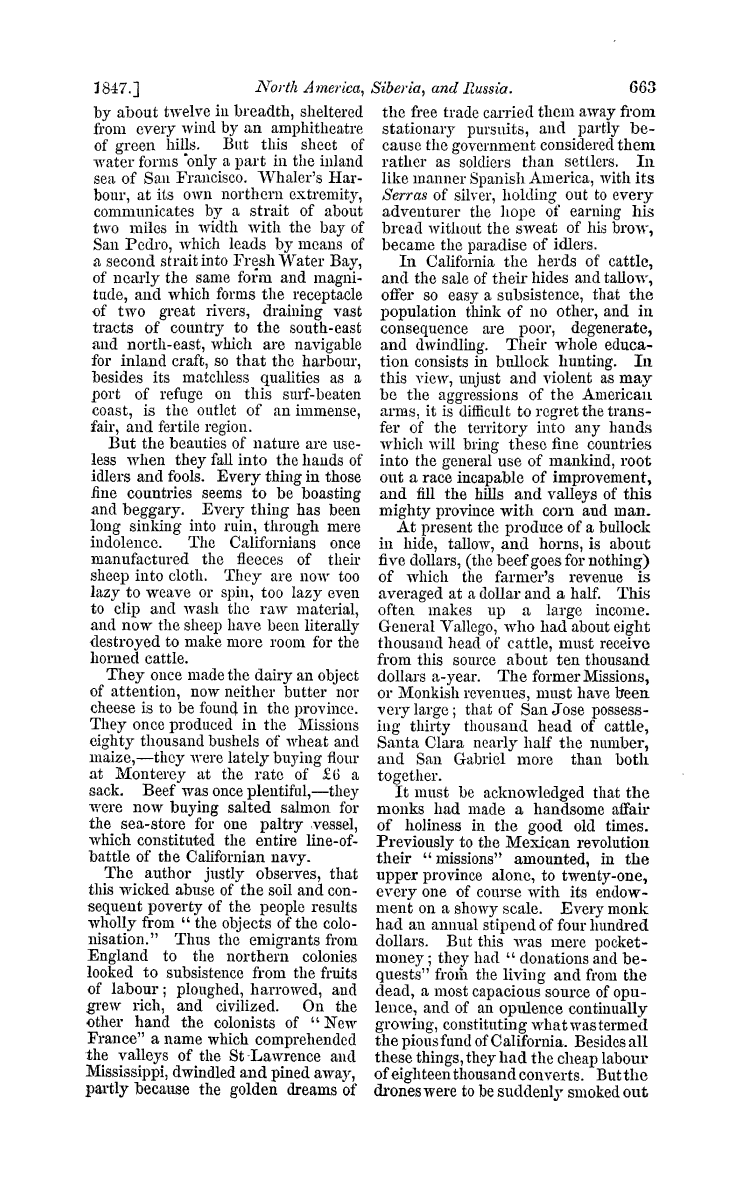 1847.] North America, Siberia, and Russia. 663
by about twelve in breadth, sheltered
from every wind by an amphitheatre
of green hills. But this sheet of
water forms only a part in the inland
sea of San Francisco. Whaler's Har-
bour, at its own northern extremity,
communicates by a strait of about
two miles in width with the bay of
San Pedro, which leads by means of
a second strait into Fresh Water Bay,
of nearly the same form and magni-
tude, and which forms the receptacle
of two great rivers, draining vast
tracts of country to the south-east
and north-east, which are navigable
for inland craft, so that the harbour,
besides its matchless qualities as a
port of refuge on this surf-beaten
coast, is the outlet of an immense,
fair, and fertile region.
But the beauties of nature are use-
less when they fall into the hands of
idlers and fools. Every thing in those
fine countries seems to be boasting
and beggary. Every thing has been
long sinking into ruin, through mere
indolence. The Californians once
manufactured the fleeces of their
sheep into cloth. They are now too
lazy to weave or spin, too lazy even
to clip and wash the raw material,
and now the sheep have been literally
destroyed to make more room for the
horned cattle.
They once made the dairy an object
of attention, now neither butter nor
cheese is to be found in the province.
They once produced in the Missions
eighty thousand bushels of wheat and
maize,—they were lately buying flour
at Monterey at the rate of £6 a
sack. Beef was once plentiful,—they
were now buying salted salmon for
the sea-store for one paltry vessel,
which constituted the entire line-of-
battle of the Californian navy.
The author justly observes, that
this wicked abuse of the soil and con-
sequent poverty of the people results
wholly from "the objects of the colo-
nisation." Thus the emigrants from
England to the northern colonies
looked to subsistence from the fruits
of labour; ploughed, harrowed, and
grew rich, and civilized. On the
other hand the colonists of "New
France" a name which comprehended
the valleys of the St Lawrence and
Mississippi, dwindled and pined away,
partly because the golden dreams of
the free trade carried them away from
stationary pursuits, and partly be-
cause the government considered them
rather as soldiers than settlers. In
like manner Spanish America, with its
Serras of silver, holding out to every
adventurer the hope of earning his
bread without the sweat of his brow,
became the paradise of idlers.
In California the herds of cattle,
and the sale of their hides and tallow,
offer so easy a subsistence, that the
population think of no other, and in
consequence are poor, degenerate,
and dwindling. Their whole educa-
tion consists in bullock hunting. In
this view, unjust and violent as may
be the aggressions of the American
arms, it is difficult to regret the trans-
fer of the territory into any hands
which will bring these fine countries
into the general use of mankind, root
out a race incapable of improvement,
and fill the hills and valleys of this
mighty province with corn and man.
At present the produce of a bullock
in hide, tallow, and horns, is about
five dollars, (the beef goes for nothing)
of which the farmer's revenue is
averaged at a dollar and a half. This
often makes up a large income.
General Vallego, who had about eight
thousand head of cattle, must receive
from this source about ten thousand
dollars a-year. The former Missions,
or Monkish revenues, must have been
very large; that of San Jose possess-
ing thirty thousand head of cattle,
Santa Clara nearly half the number,
and San Gabriel more than both
together.
It must be acknowledged that the
monks had made a handsome affair
of holiness in the good old times.
Previously to the Mexican revolution
their "missions" amounted, in the
upper province alone, to twenty-one,
every one of course with its endow-
ment on a showy scale. Every monk
had an annual stipend of four hundred
dollars. But this was mere pocket-
money; they had "donations and be-
quests" from the living and from the
dead, a most capacious source of opu-
lence, and of an opulence continually
growing, constituting what was termed
the pious fund of California. Besides all
these things, they had the cheap labour
of eighteen thousand converts. But the
drones were to be suddenly smoked out